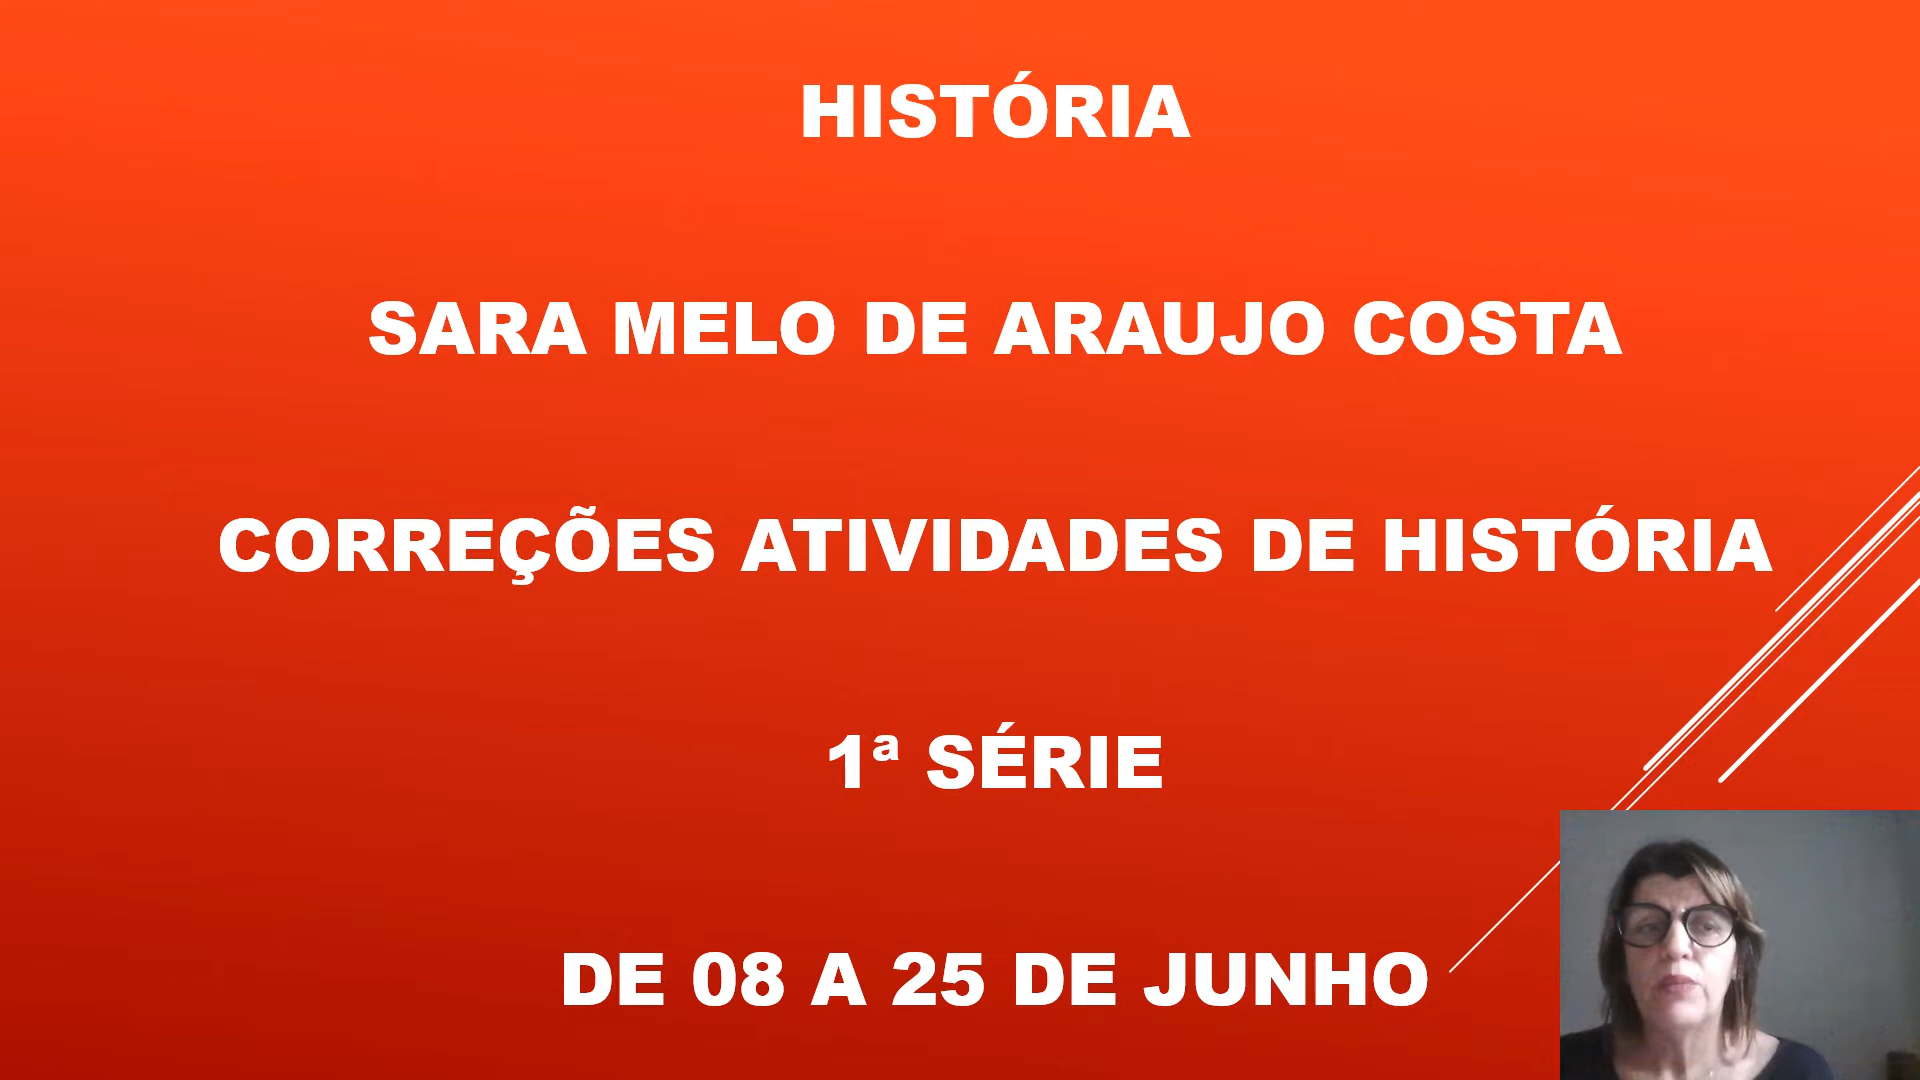 HISTÓRIA
SARA MELO DE ARAUJO COSTA
CORREÇÕES ATIVIDADES DE HISTÓRIA
1ª SÉRIE
DE 08 A 25 DE JUNHO